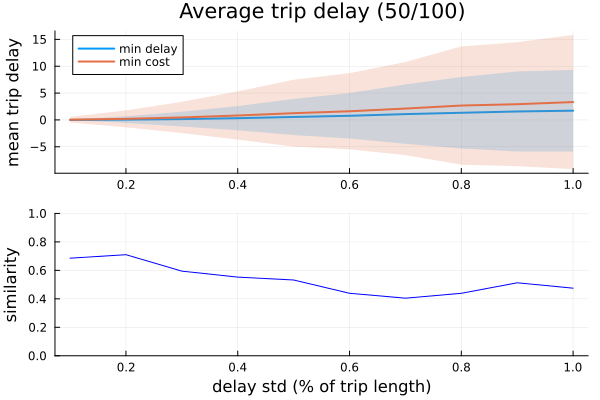 Average trip delay (50/100)
mean trip delay
15
10
5
0
−5
min delay
min cost
0.2 0.4 0.6 0.8 1.0
similarity
1.0
0.8
0.6
0.4
0.2
0.0
0.2 0.4 0.6 0.8 1.0
delay std (% of trip length)